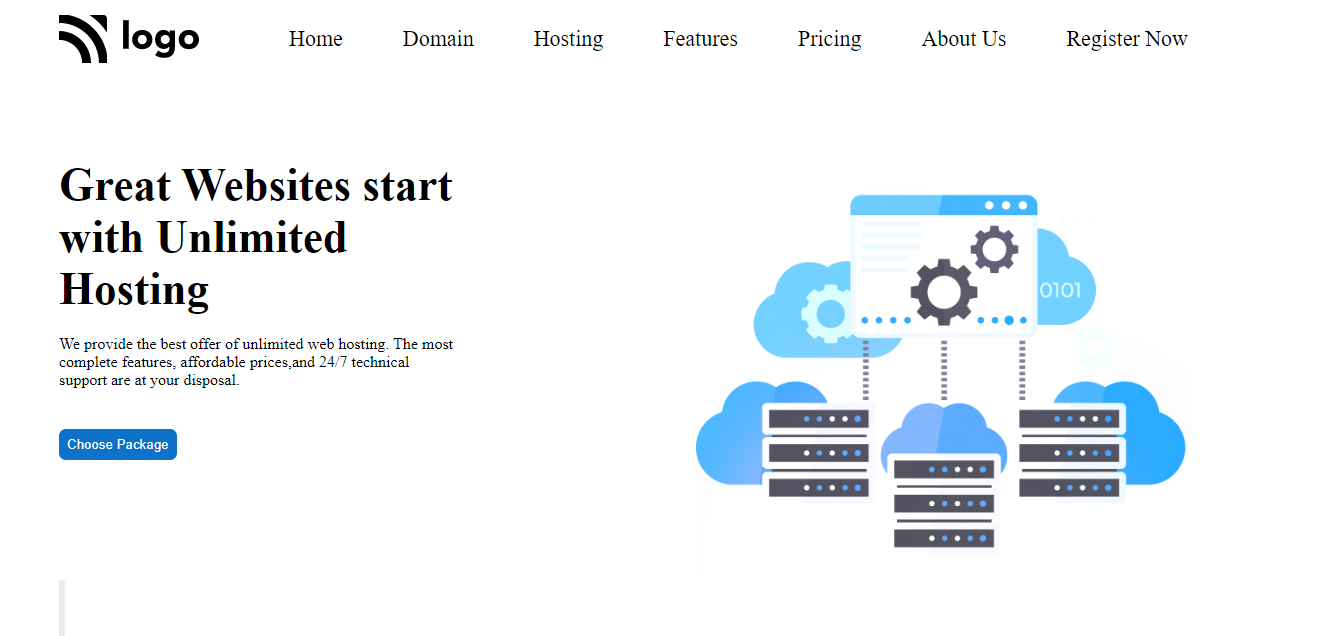 logo Home Domain Hosting Features Pricing About Us Register Now
Great Websites start
with Unlimited
Hosting
We provide the best offer of unlimited web hosting. The most
complete features, affordable prices,and 24/7 technical
support are at your disposal.
Choose Package
0101